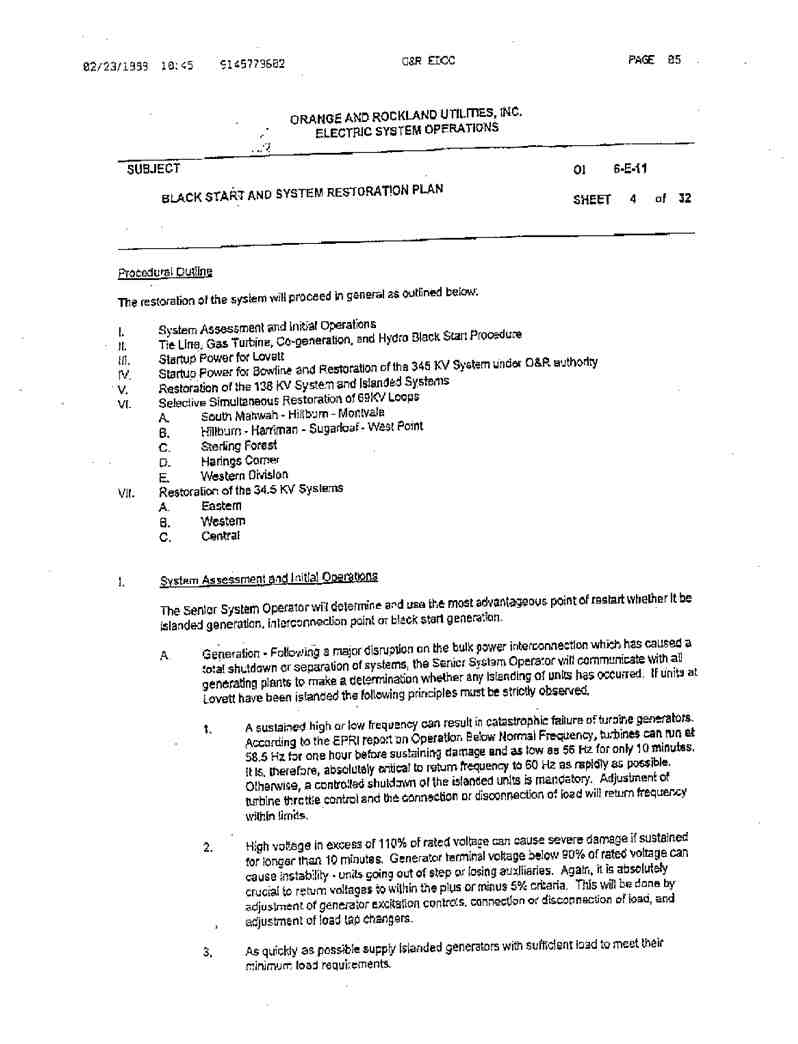 02/23/1999 10:45 9145779602 O&R EDCC PAGE 05
ORANGE AND ROCKLAND UTILITIES, INC.
ELECTRIC SYSTEM OPERATIONS
SUBJECT
OI 6-E-11
BLACK START AND SYSTEM RESTORATION PLAN
SHEET 4 of 32
Procedural Outline
The restoration of the system will proceed in general as outlined below.
I. System Assessment and Initial Operations
II. Tie Line, Gas Turbine, Co-generation, and Hydro Black Start Procedure
III. Startup Power for Lovett
IV. Startup Power for Bowline and Restoration of the 345 KV System under O&R authority
V. Restoration of the 138 KV System and Islanded Systems
VI. Selective Simultaneous Restoration of 69KV Loops
A. South Mahwah - Hillburn - Montvale
B. Hillburn - Harriman - Sugarloaf - West Point
C. Sterling Forest
D. Harings Corner
E. Western Division
VII. Restoration of the 34.5 KV Systems
A. Eastern
B. Western
C. Central
I. System Assessment and Initial Operations
The Senior System Operator will determine and use the most advantageous point of restart whether it be
islanded generation, interconnection point or black start generation.
A. Generation - Following a major disruption on the bulk power interconnection which has caused a
total shutdown or separation of systems, the Senior System Operator will communicate with all
generating plants to make a determination whether any islanding of units has occurred. If units at
Lovett have been islanded the following principles must be strictly observed.
1. A sustained high or low frequency can result in catastrophic failure of turbine generators.
According to the EPRI report on Operation Below Normal Frequency, turbines can run at
58.5 Hz for one hour before sustaining damage and as low as 56 Hz for only 10 minutes.
It is, therefore, absolutely critical to return frequency to 60 Hz as rapidly as possible.
Otherwise, a controlled shutdown of the islanded units is mandatory. Adjustment of
turbine throttle control and the connection or disconnection of load will return frequency
within limits.
2. High voltage in excess of 110% of rated voltage can cause severe damage if sustained
for longer than 10 minutes. Generator terminal voltage below 90% of rated voltage can
cause instability - units going out of step or losing auxiliaries. Again, it is absolutely
crucial to return voltages to within the plus or minus 5% criteria. This will be done by
adjustment of generator excitation controls, connection or disconnection of load, and
adjustment of load tap changers.
3. As quickly as possible supply islanded generators with sufficient load to meet their
minimum load requirements.